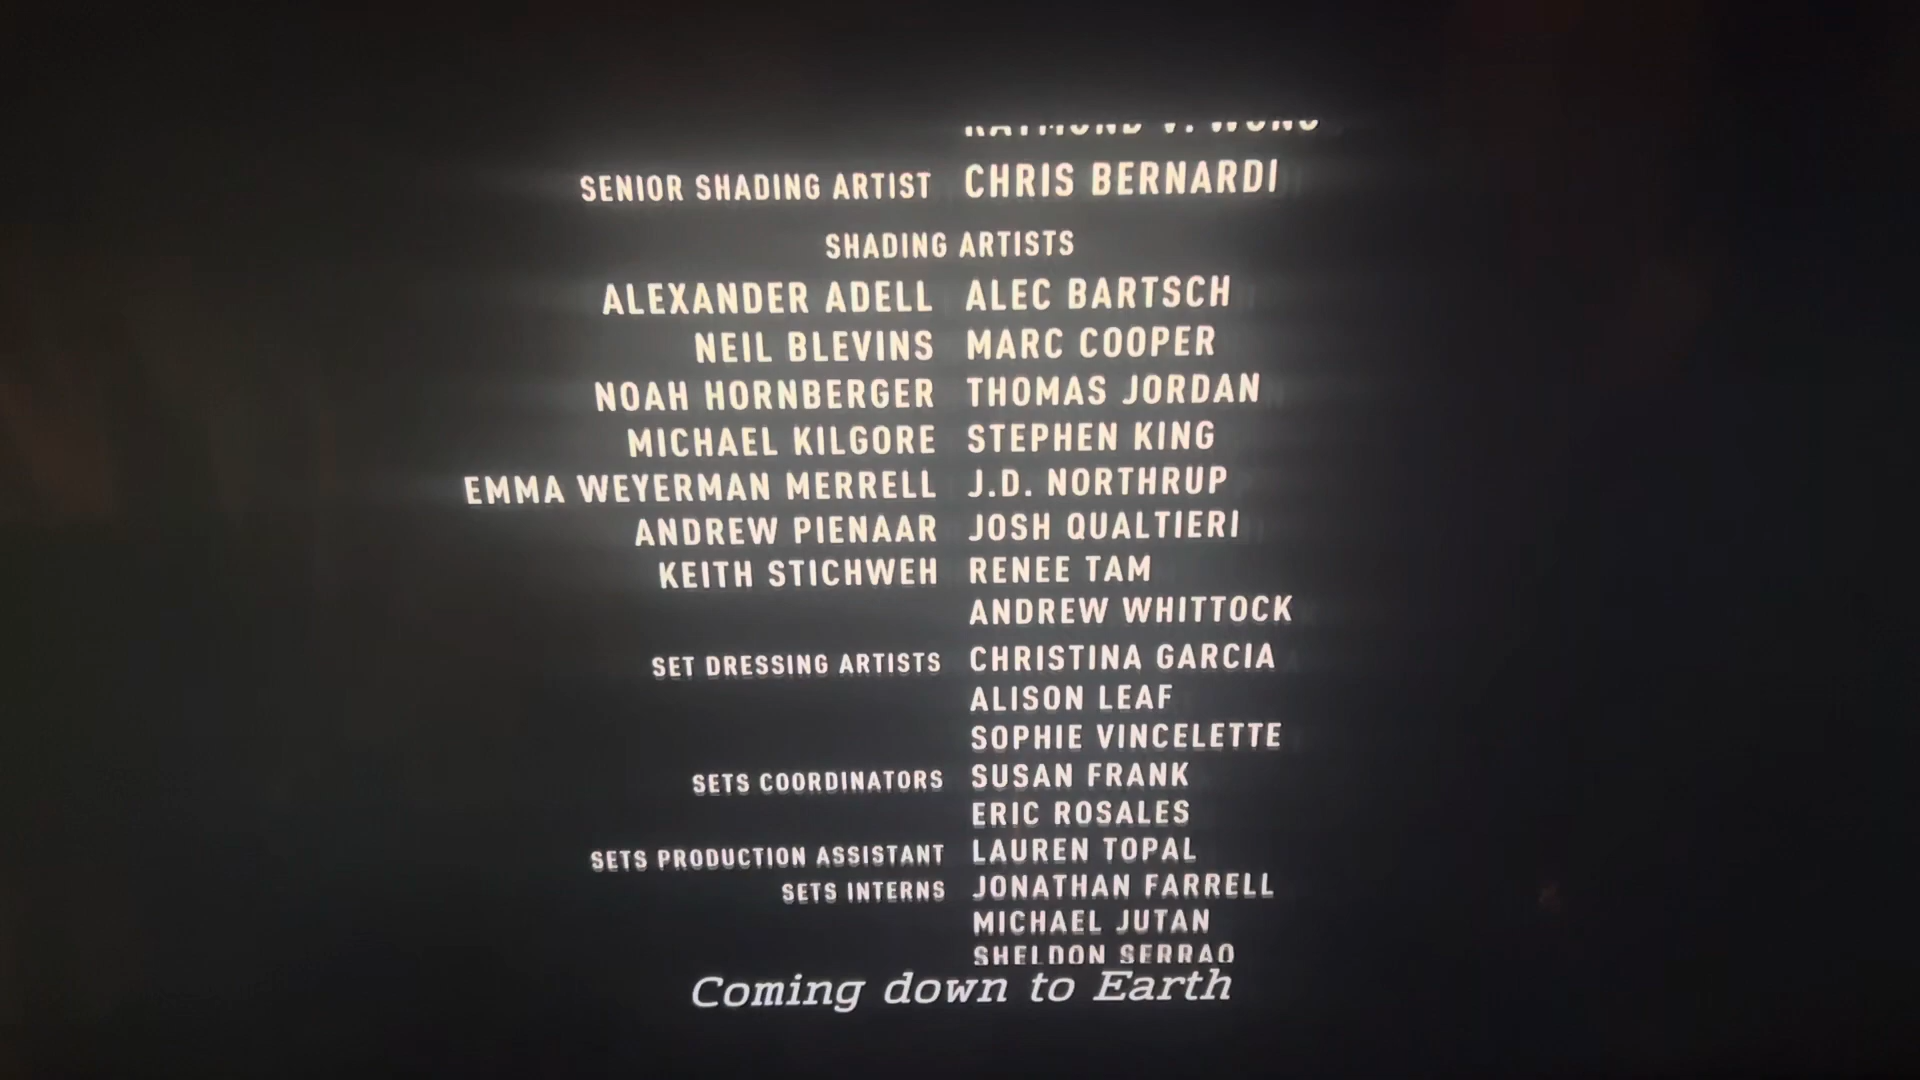 RAYMOND V. WONG
SENIOR SHADING ARTIST CHRIS BERNARDI
SHADING ARTISTS
ALEXANDER ADELL ALEC BARTSCH
NEIL BLEVINS MARC COOPER
NOAH HORNBERGER THOMAS JORDAN
MICHAEL KILGORE STEPHEN KING
EMMA WEYERMAN MERRELL J.D. NORTHRUP
ANDREW PIENAAR JOSH QUALTIERI
KEITH STICHWEH RENEE TAM
ANDREW WHITTOCK
SET DRESSING ARTISTS CHRISTINA GARCIA
ALISON LEAF
SOPHIE VINCELETTE
SETS COORDINATORS SUSAN FRANK
ERIC ROSALES
SETS PRODUCTION ASSISTANT LAUREN TOPAL
SETS INTERNS JONATHAN FARRELL
MICHAEL JUTAN
SHELDON SERRAO
Coming down to Earth